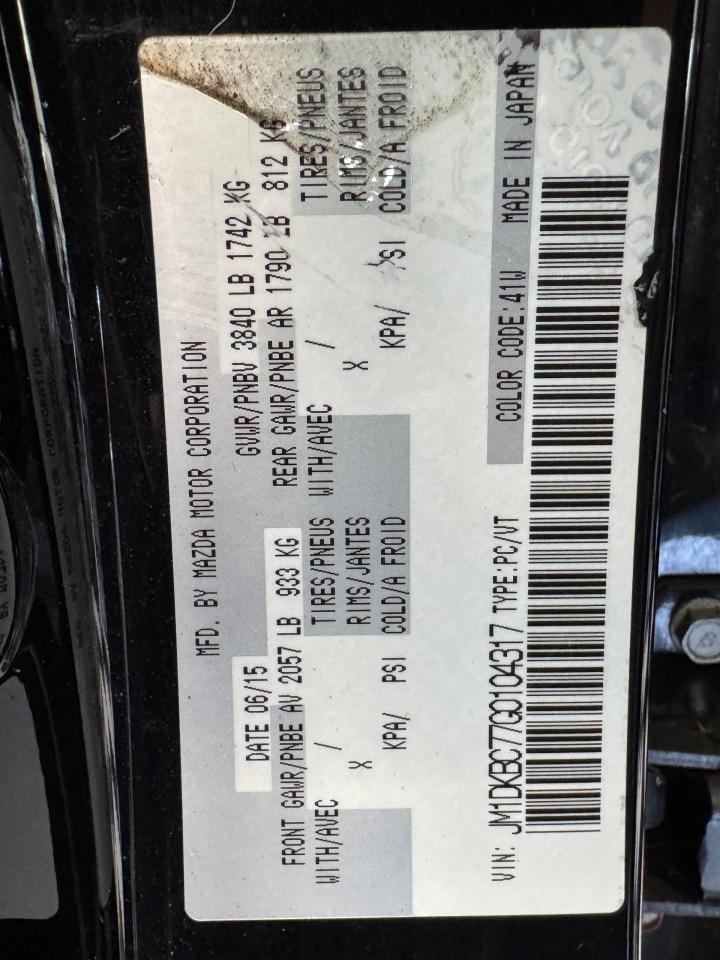 MFD. BY MAZDA MOTOR CORPORATION
DATE 06/15 GVWR/PNBV 3840 LB 1742 KG
FRONT GAWR/PNBE AV 2057 LB 933 KG REAR GAWR/PNBE AR 1790 LB 812 KG
WITH/AVEC / TIRES/PNEUS WITH/AVEC / TIRES/PNEUS
X RIMS/JANTES X RIMS/JANTES
KPA/ PSI COLD/A FROID KPA/ PSI COLD/A FROID
VIN: JM1DKBC77G0104317 TYPE:PC/VT COLOR CODE:41W MADE IN JAPAN